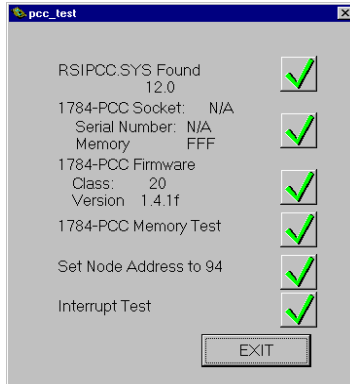 pcc_test
RSIPCC.SYS Found
12.0
1784-PCC Socket: N/A
Serial Number: N/A
Memory FFF
1784-PCC Firmware
Class: 20
Version 1.4.1f
1784-PCC Memory Test
Set Node Address to 94
Interrupt Test
EXIT